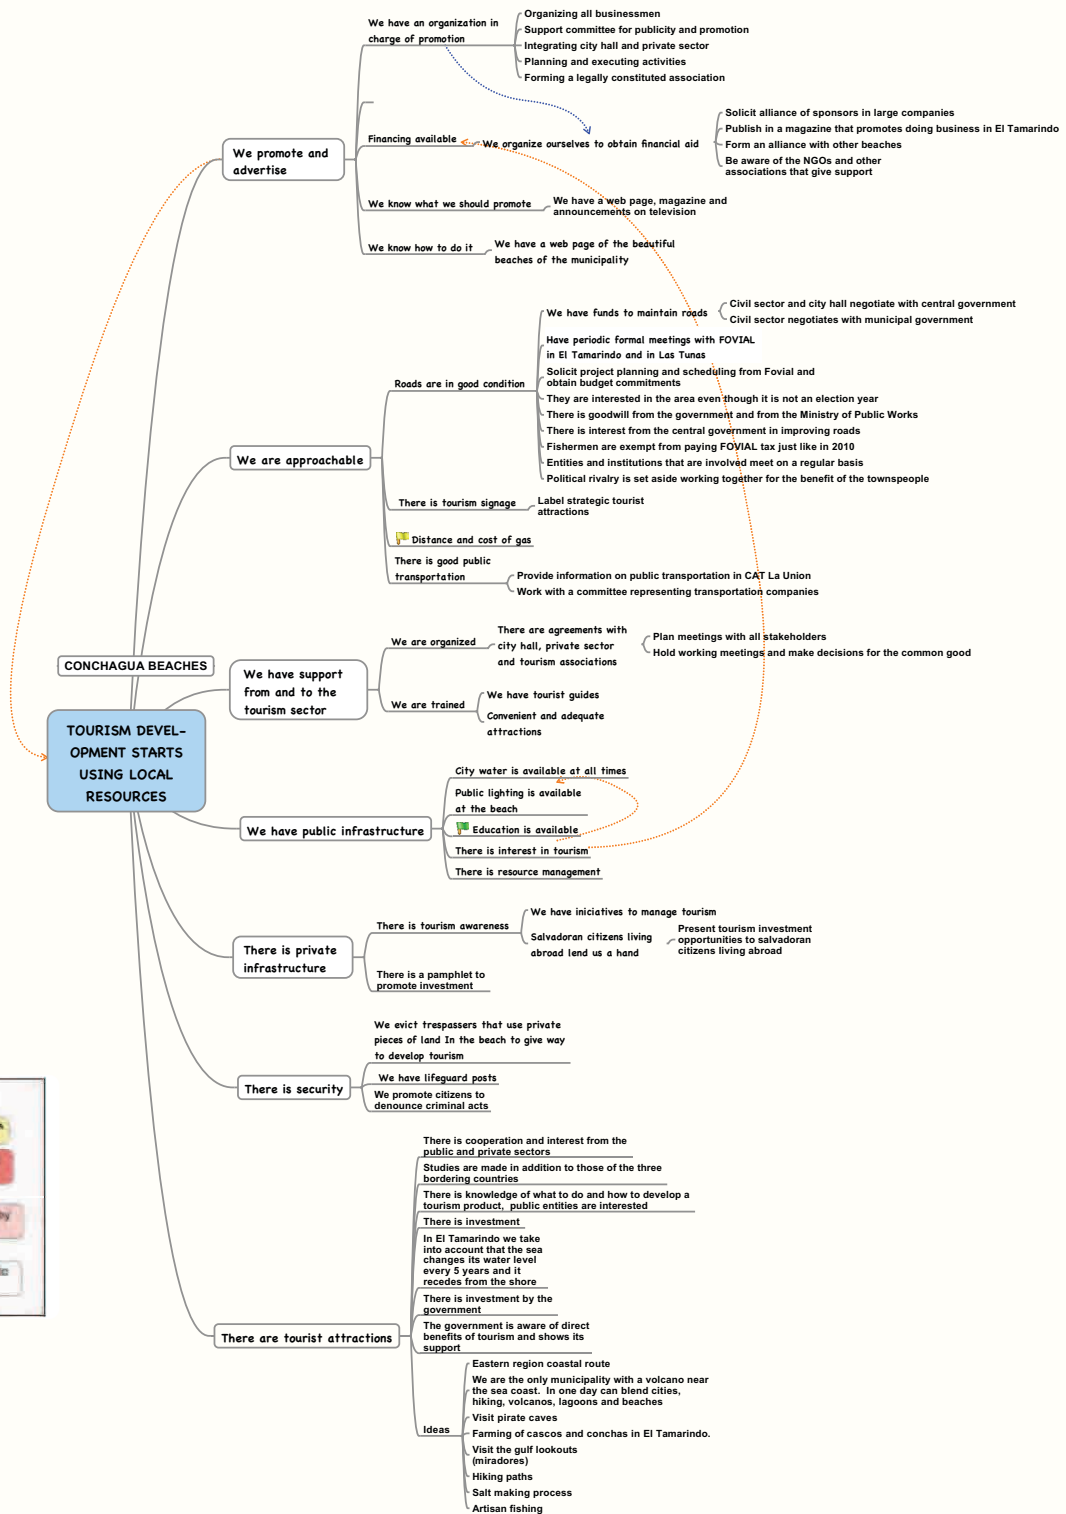 We have an organization in
charge of promotion
Organizing all businessmen
Support committee for publicity and promotion
Integrating city hall and private sector
Planning and executing activities
Forming a legally constituted association
We promote and
advertise
Financing available
We organize ourselves to obtain financial aid
Solicit alliance of sponsors in large companies
Publish in a magazine that promotes doing business in El Tamarindo
Form an alliance with other beaches
Be aware of the NGOs and other
associations that give support
We know what we should promote
We have a web page, magazine and
announcements on television
We know how to do it
We have a web page of the beautiful
beaches of the municipality
We are approachable
Roads are in good condition
We have funds to maintain roads
Civil sector and city hall negotiate with central government
Civil sector negotiates with municipal government
Have periodic formal meetings with FOVIAL
in El Tamarindo and in Las Tunas
Solicit project planning and scheduling from Fovial and
obtain budget commitments
They are interested in the area even though it is not an election year
There is goodwill from the government and from the Ministry of Public Works
There is interest from the central government in improving roads
Fishermen are exempt from paying FOVIAL tax just like in 2010
Entities and institutions that are involved meet on a regular basis
Political rivalry is set aside working together for the benefit of the townspeople
There is tourism signage
Label strategic tourist
attractions
Distance and cost of gas
There is good public
transportation
Provide information on public transportation in CAT La Union
Work with a committee representing transportation companies
CONCHAGUA BEACHES
TOURISM DEVEL-
OPMENT STARTS
USING LOCAL
RESOURCES
We have support
from and to the
tourism sector
We are organized
There are agreements with
city hall, private sector
and tourism associations
Plan meetings with all stakeholders
Hold working meetings and make decisions for the common good
We are trained
We have tourist guides
Convenient and adequate
attractions
We have public infrastructure
City water is available at all times
Public lighting is available
at the beach
Education is available
There is interest in tourism
There is resource management
There is private
infrastructure
There is tourism awareness
We have iniciatives to manage tourism
Salvadoran citizens living
abroad lend us a hand
Present tourism investment
opportunities to salvadoran
citizens living abroad
There is a pamphlet to
promote investment
There is security
We evict trespassers that use private
pieces of land In the beach to give way
to develop tourism
We have lifeguard posts
We promote citizens to
denounce criminal acts
There are tourist attractions
There is cooperation and interest from the
public and private sectors
Studies are made in addition to those of the three
bordering countries
There is knowledge of what to do and how to develop a
tourism product, public entities are interested
There is investment
In El Tamarindo we take
into account that the sea
changes its water level
every 5 years and it
recedes from the shore
There is investment by the
government
The government is aware of direct
benefits of tourism and shows its
support
Ideas
Eastern region coastal route
We are the only municipality with a volcano near
the sea coast. In one day can blend cities,
hiking, volcanos, lagoons and beaches
Visit pirate caves
Farming of cascos and conchas in El Tamarindo.
Visit the gulf lookouts
(miradores)
Hiking paths
Salt making process
Artisan fishing